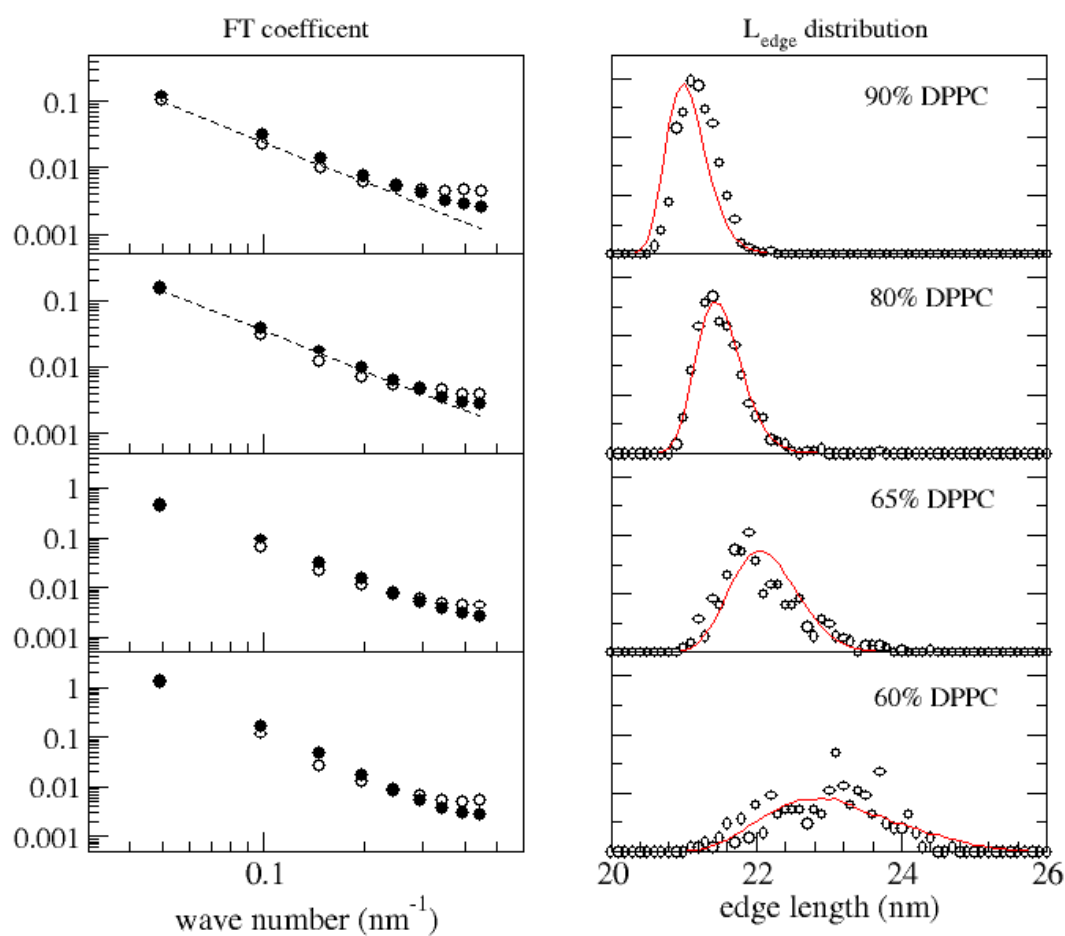 FT coefficent
L_edge distribution
0.1
0.01
0.001
90% DPPC
0.1
0.01
0.001
80% DPPC
1
0.1
0.01
0.001
65% DPPC
1
0.1
0.01
0.001
60% DPPC
0.1
wave number (nm⁻¹)
20 22 24 26
edge length (nm)